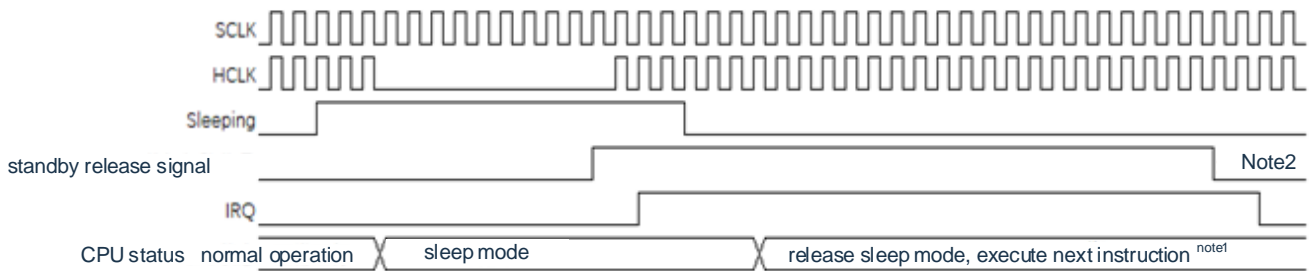 SCLK
HCLK
Sleeping
standby release signal Note2
IRQ
CPU status normal operation sleep mode release sleep mode, execute next instruction note1